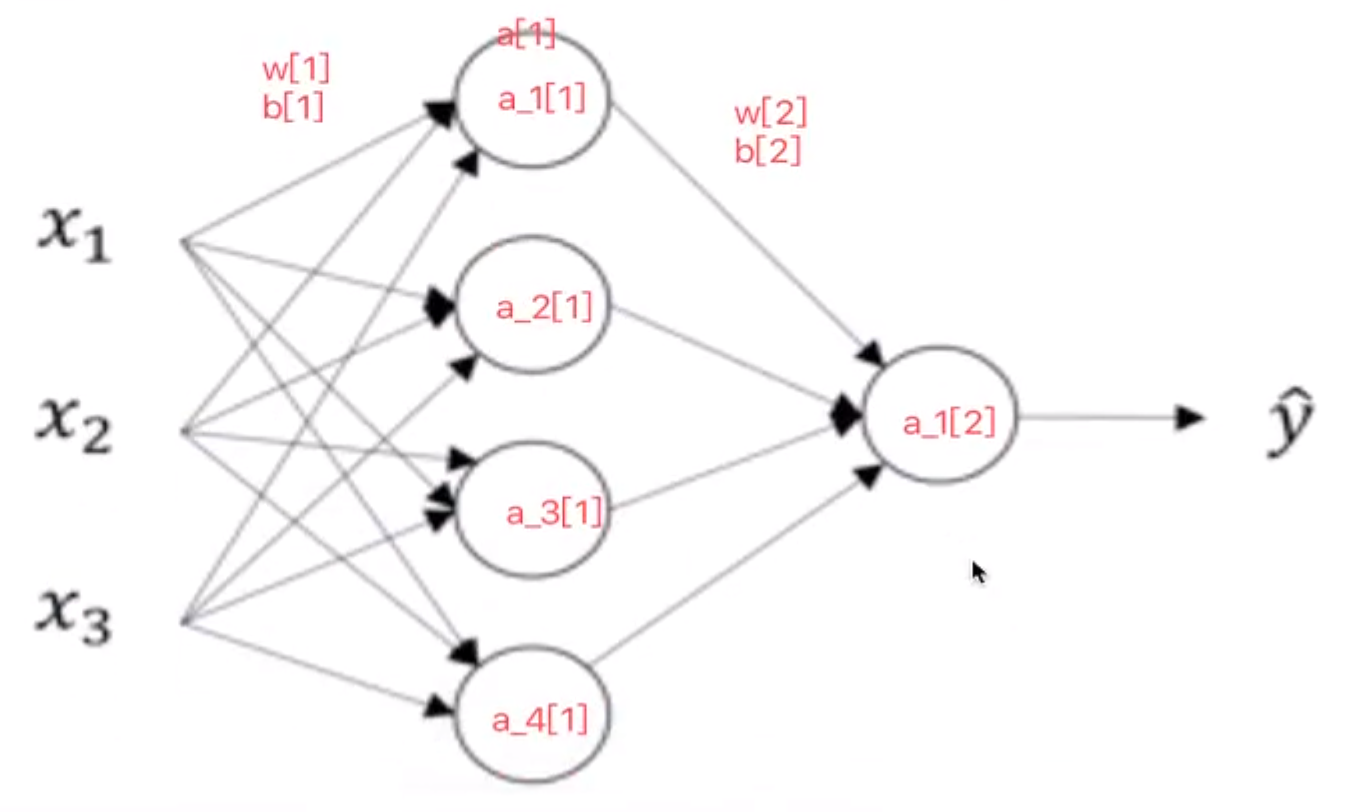 a[1]
w[1]
b[1]
a_1[1]
w[2]
b[2]
x₁
a_2[1]
x₂
a_1[2]
ŷ
a_3[1]
x₃
a_4[1]